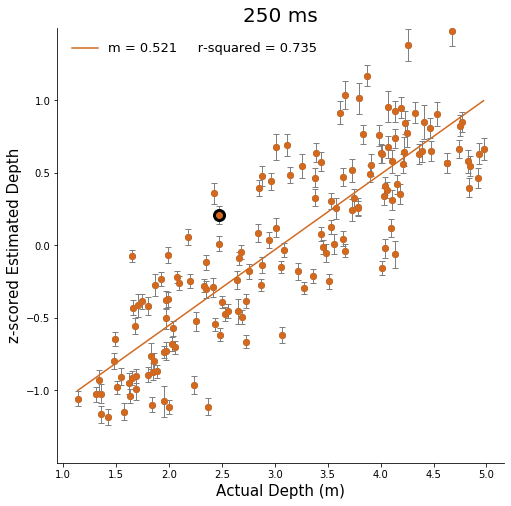 250 ms
m = 0.521 r-squared = 0.735
z-scored Estimated Depth
1.0
0.5
0.0
−0.5
−1.0
1.0 1.5 2.0 2.5 3.0 3.5 4.0 4.5 5.0
Actual Depth (m)